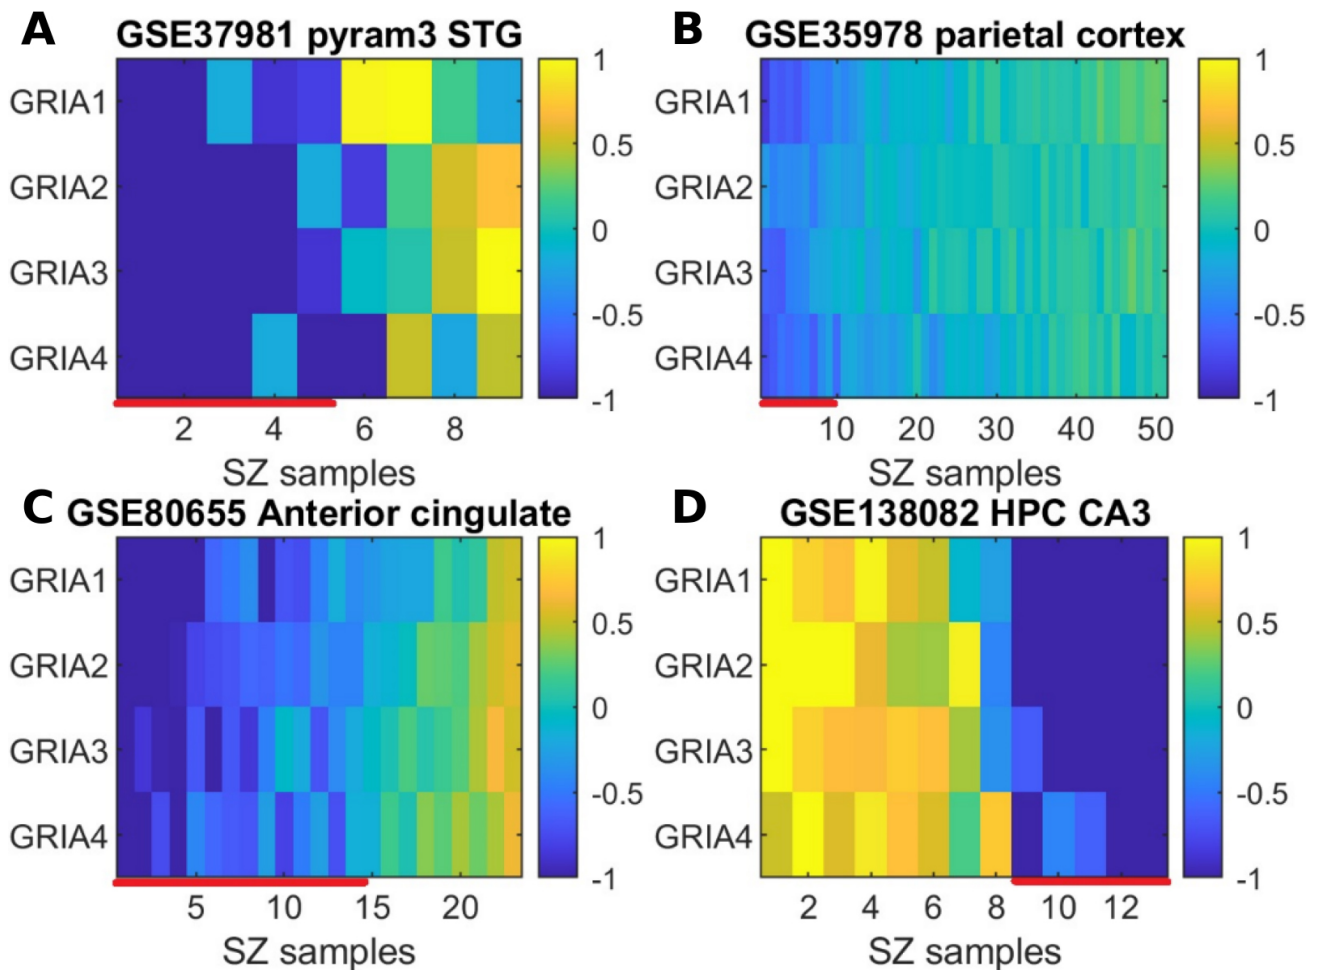 A GSE37981 pyram3 STG
GRIA1
GRIA2
GRIA3
GRIA4
2 4 6 8
SZ samples
1
0.5
0
-0.5
-1
B GSE35978 parietal cortex
GRIA1
GRIA2
GRIA3
GRIA4
10 20 30 40 50
SZ samples
1
0.5
0
-0.5
-1
C GSE80655 Anterior cingulate
GRIA1
GRIA2
GRIA3
GRIA4
5 10 15 20
SZ samples
1
0.5
0
-0.5
-1
D GSE138082 HPC CA3
GRIA1
GRIA2
GRIA3
GRIA4
2 4 6 8 10 12
SZ samples
1
0.5
0
-0.5
-1